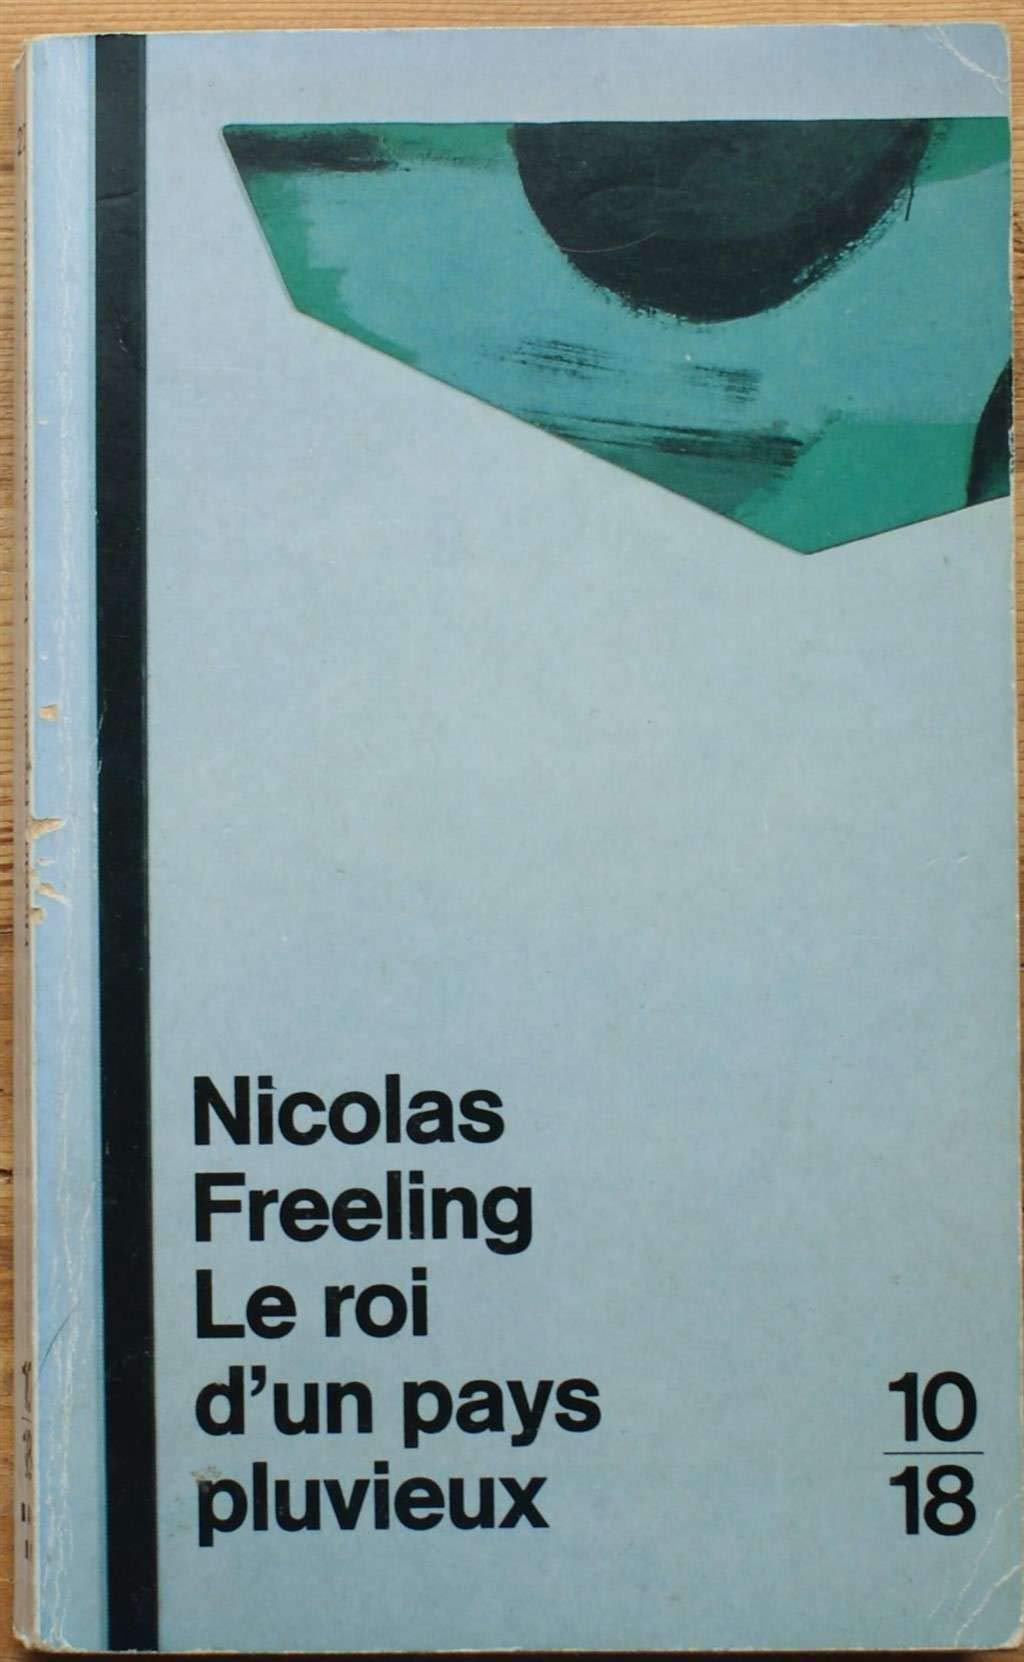 Nicolas
Freeling
Le roi
d'un pays
pluvieux
10
18